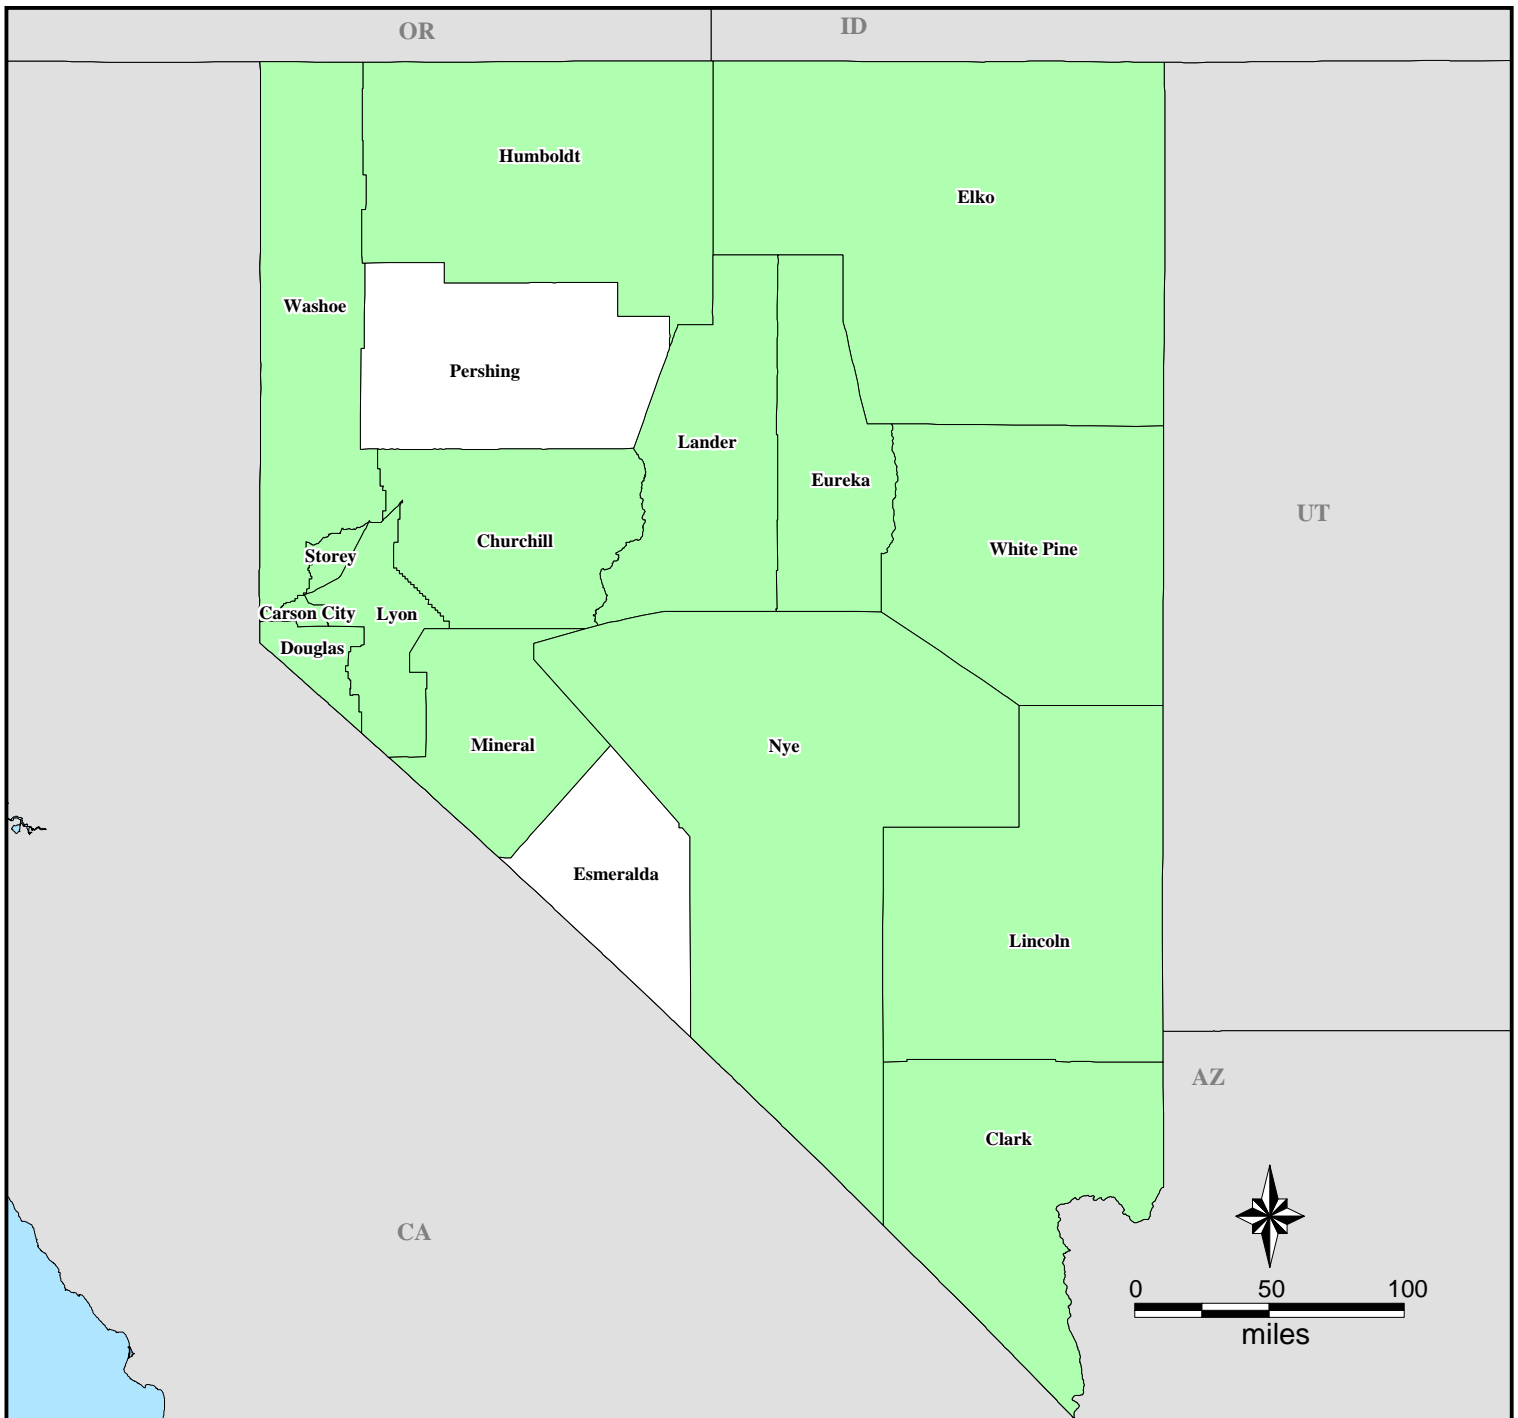 OR
ID
Humboldt
Elko
Washoe
Pershing
Lander
Eureka
UT
Churchill
White Pine
Storey
Carson City
Lyon
Douglas
Mineral
Nye
Esmeralda
Lincoln
AZ
Clark
CA
0 50 100
miles